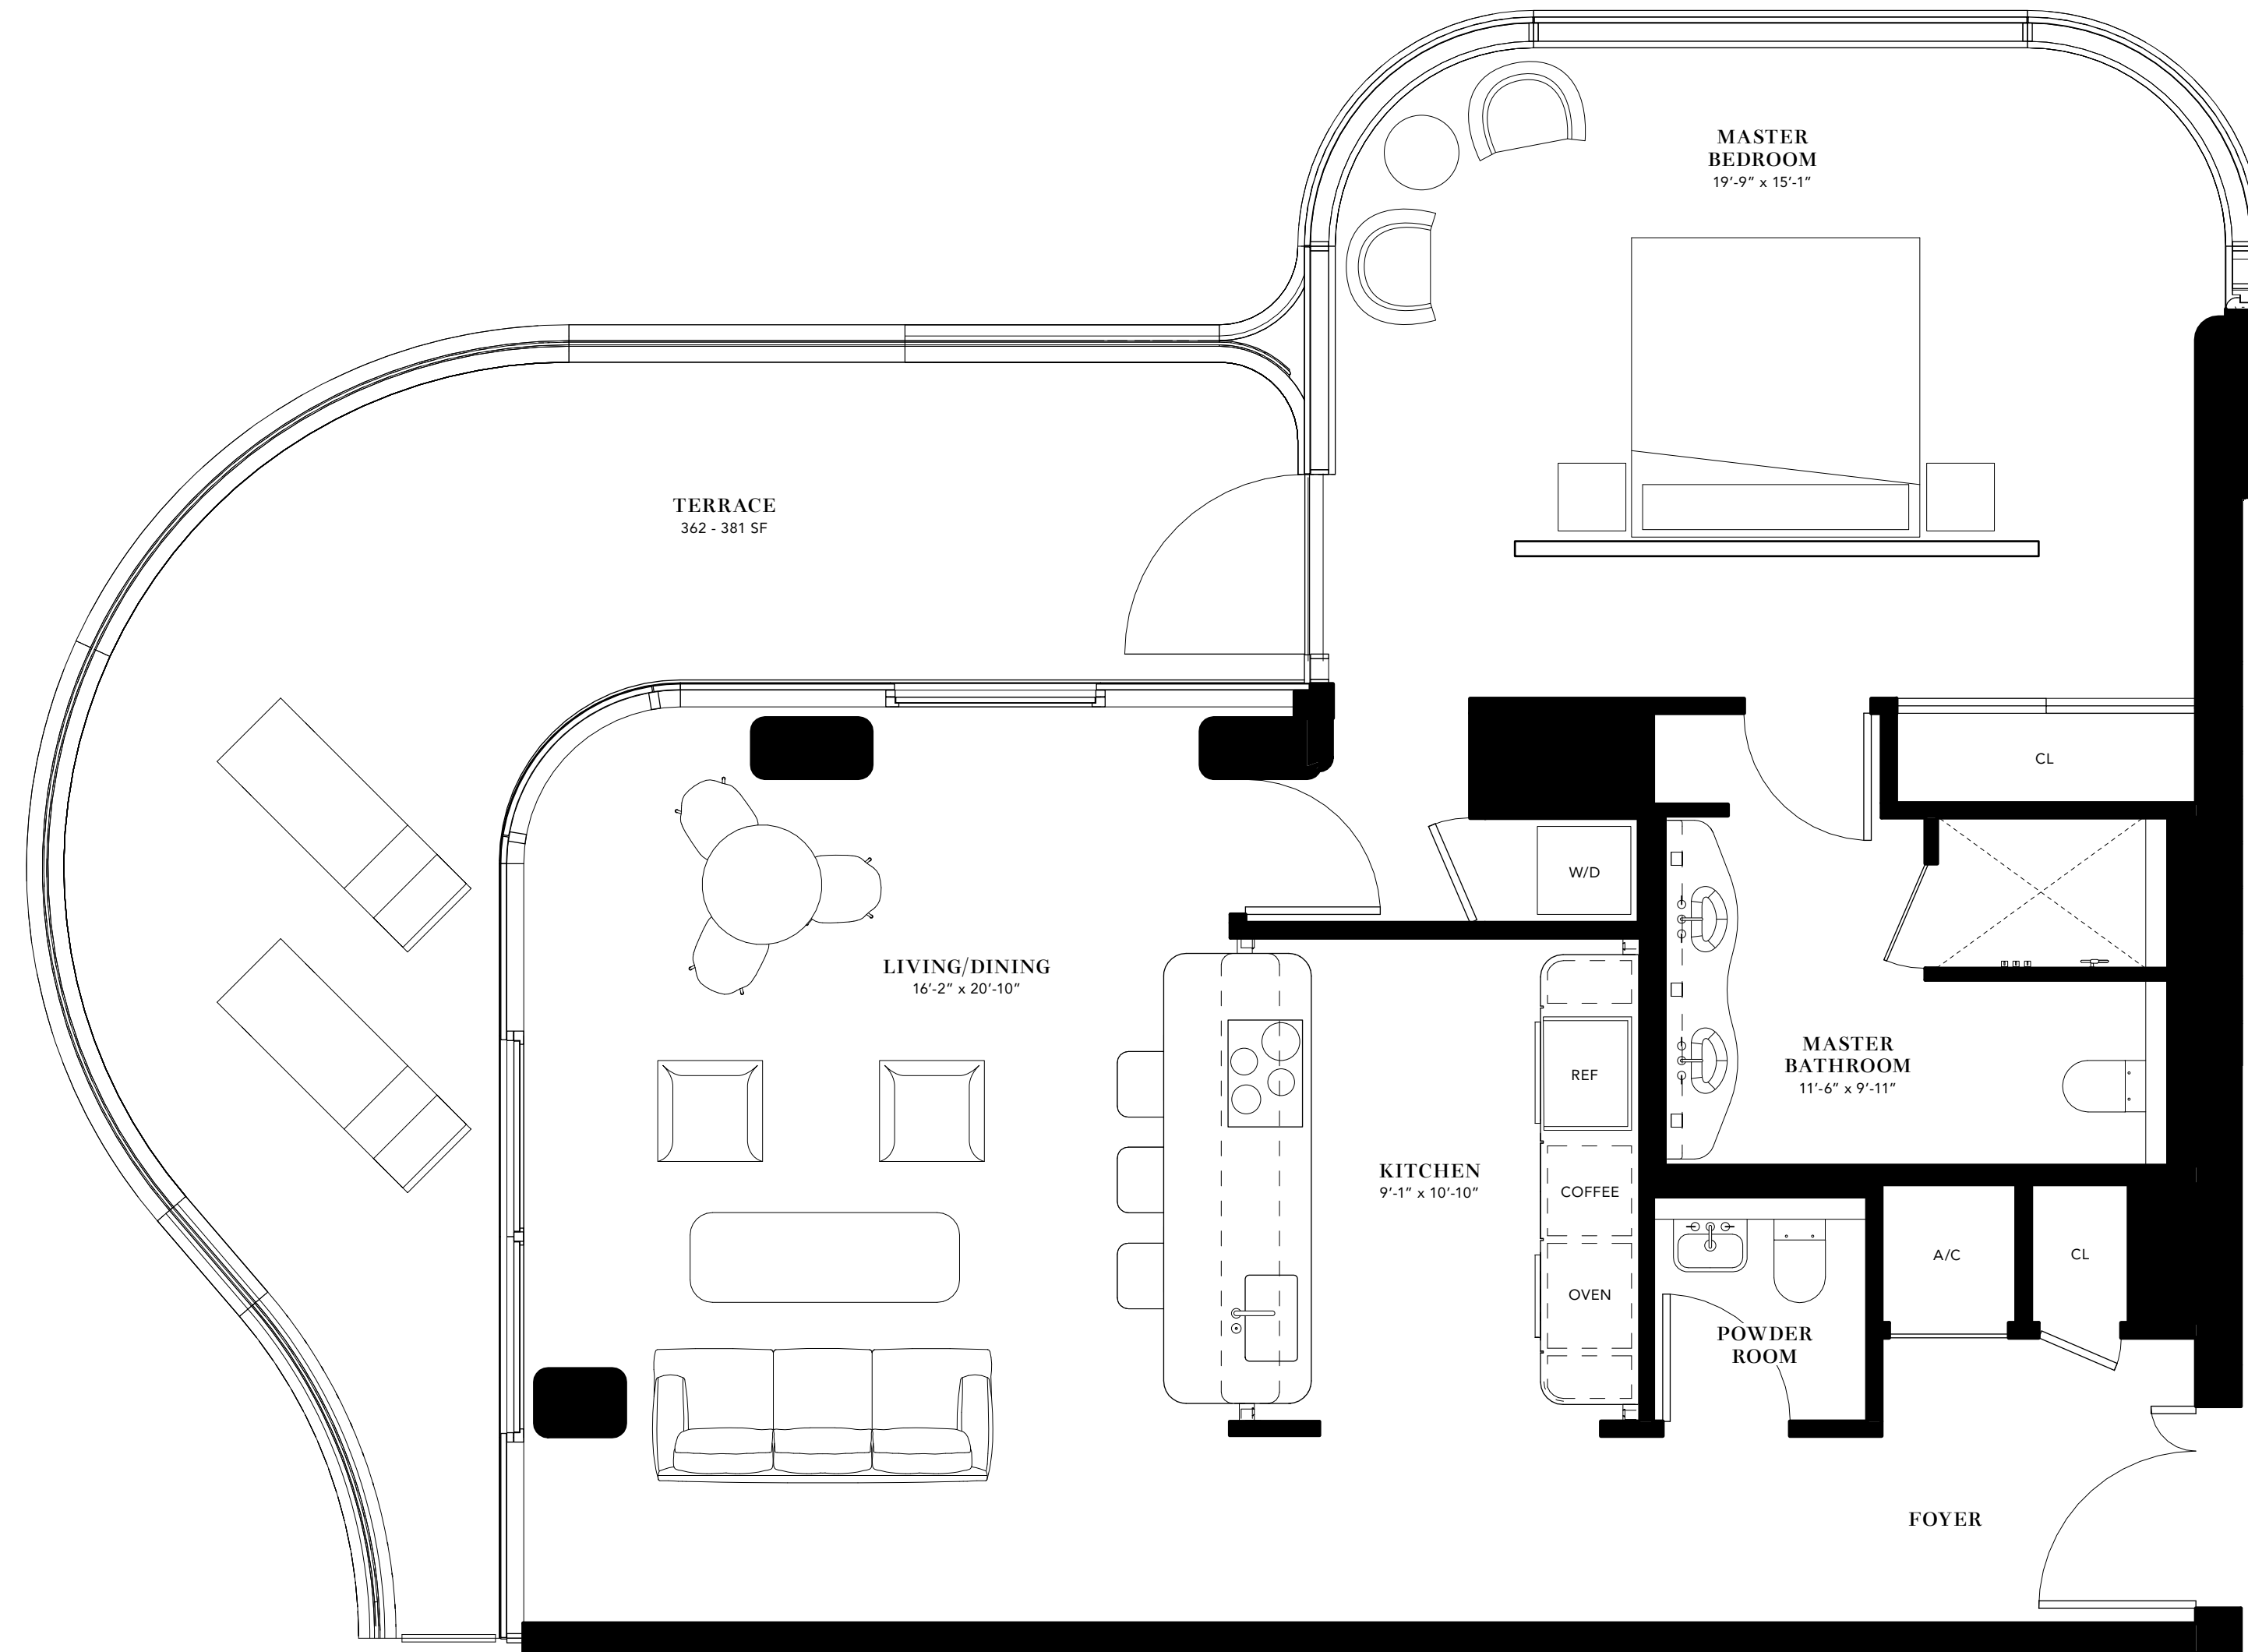 MASTER
BEDROOM
19'-9" x 15'-1"
TERRACE
362 - 381 SF
CL
W/D
LIVING/DINING
16'-2" x 20'-10"
MASTER
BATHROOM
11'-6" x 9'-11"
REF
KITCHEN
9'-1" x 10'-10"
COFFEE
A/C
CL
OVEN
POWDER
ROOM
FOYER